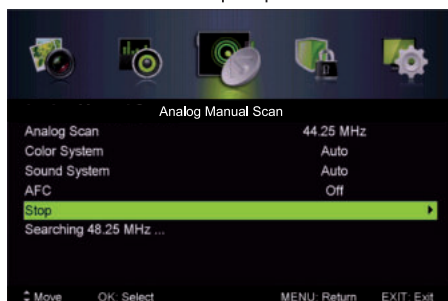 Analog Manual Scan
Analog Scan 44.25 MHz
Color System Auto
Sound System Auto
AFC Off
Stop
Searching 48.25 MHz ...
Move OK: Select MENU: Return EXIT: Exit